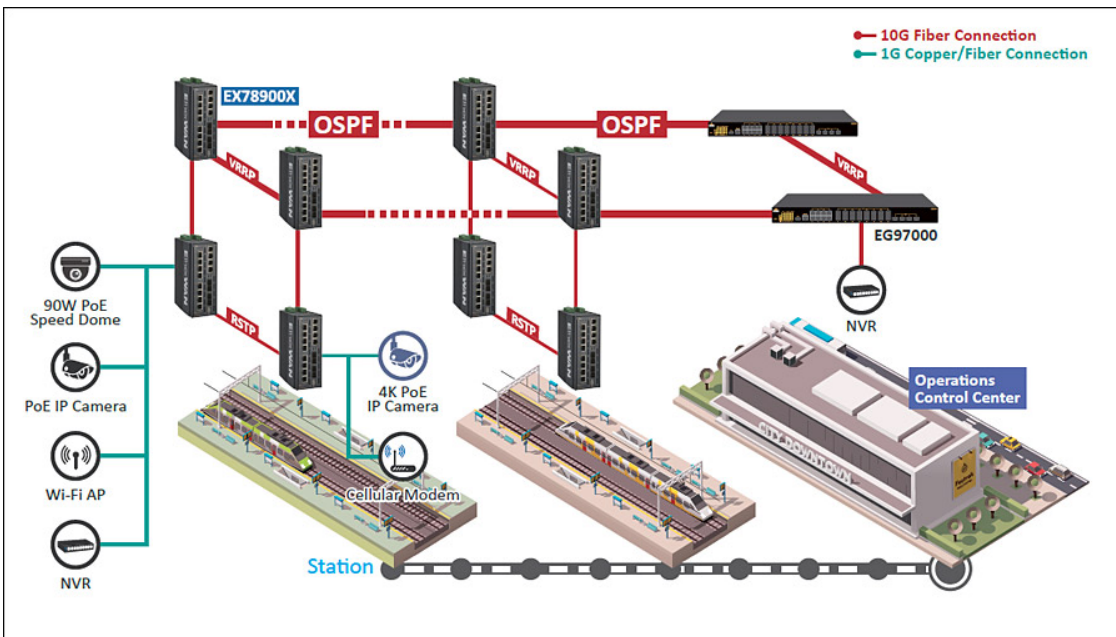 10G Fiber Connection
1G Copper/Fiber Connection
EX78900X
OSPF
OSPF
VRRP
VRRP
VRRP
EG97000
90W PoE
Speed Dome
RSTP
RSTP
NVR
PoE IP Camera
4K PoE
IP Camera
Operations
Control Center
CITY DOWNTOWN
Wi-Fi AP
Cellular Modem
NVR
Station